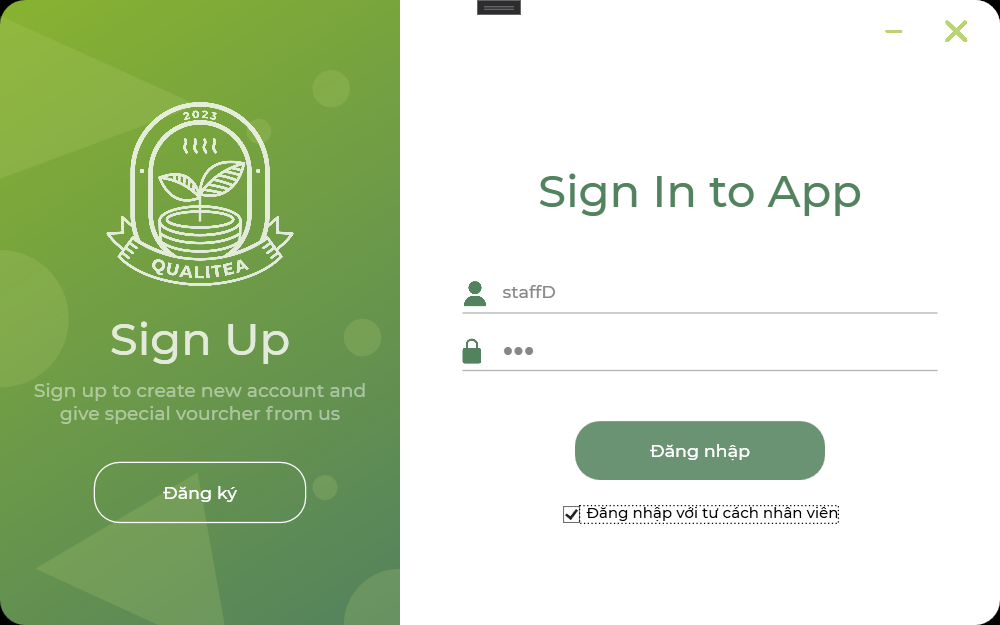 2023
QUALITEA
Sign Up
Sign up to create new account and
give special vourcher from us
Đăng ký
Sign In to App
staffD
●●●
Đăng nhập
Đăng nhập với tư cách nhân viên